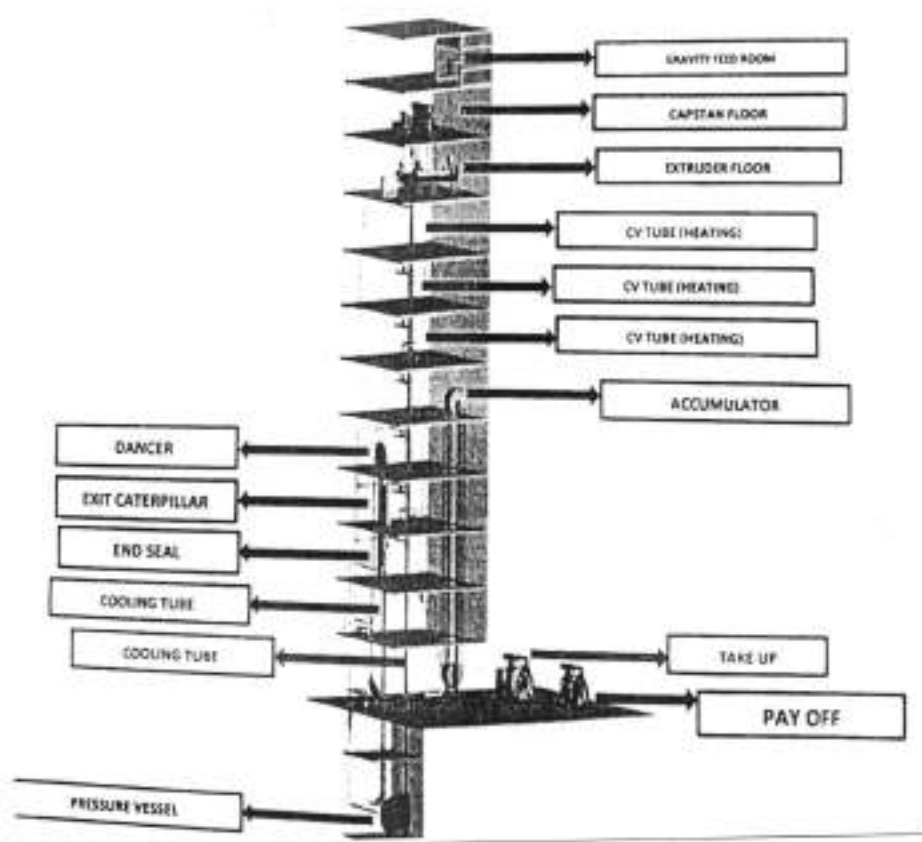 GRAVITY FEED ROOM
CAPSTAN FLOOR
EXTRUDER FLOOR
CV TUBE (HEATING)
CV TUBE (HEATING)
CV TUBE (HEATING)
ACCUMULATOR
DANCER
EXIT CATERPILLAR
END SEAL
COOLING TUBE
COOLING TUBE
TAKE UP
PAY OFF
PRESSURE VESSEL